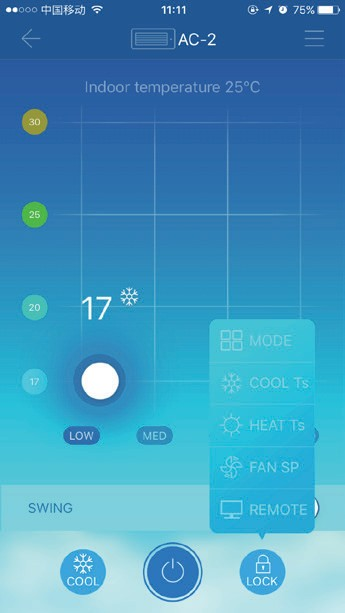 中国移动 11:11 75%
AC-2
Indoor temperature 25°C
30
25
20
17
17
LOW MED
MODE
COOL Ts
HEAT Ts
FAN SP
REMOTE
SWING
COOL
LOCK